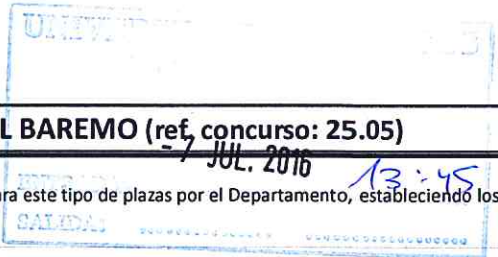 L BAREMO (ref. concurso: 25.05)
- 7 JUL. 2016
13:45
ra este tipo de plazas por el Departamento, estableciendo los
SALIDA: